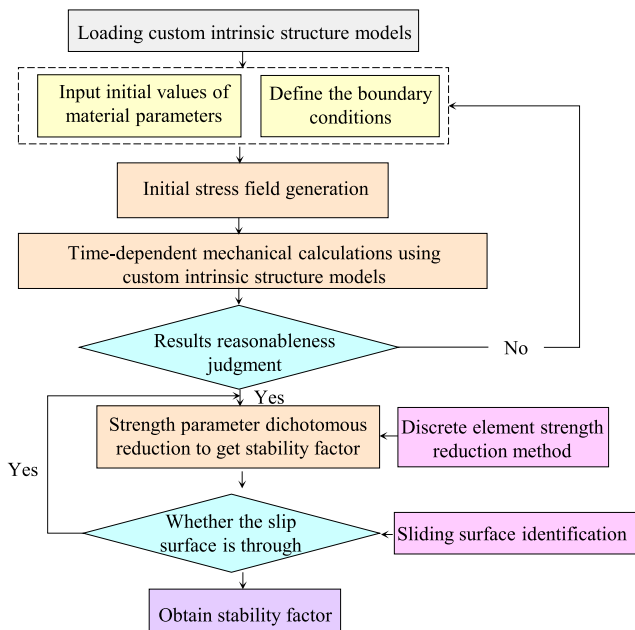 Loading custom intrinsic structure models
Input initial values of
material parameters
Define the boundary
conditions
Initial stress field generation
Time-dependent mechanical calculations using
custom intrinsic structure models
Results reasonableness
judgment
No
Yes
Strength parameter dichotomous
reduction to get stability factor
Discrete element strength
reduction method
Yes
Whether the slip
surface is through
Sliding surface identification
Obtain stability factor